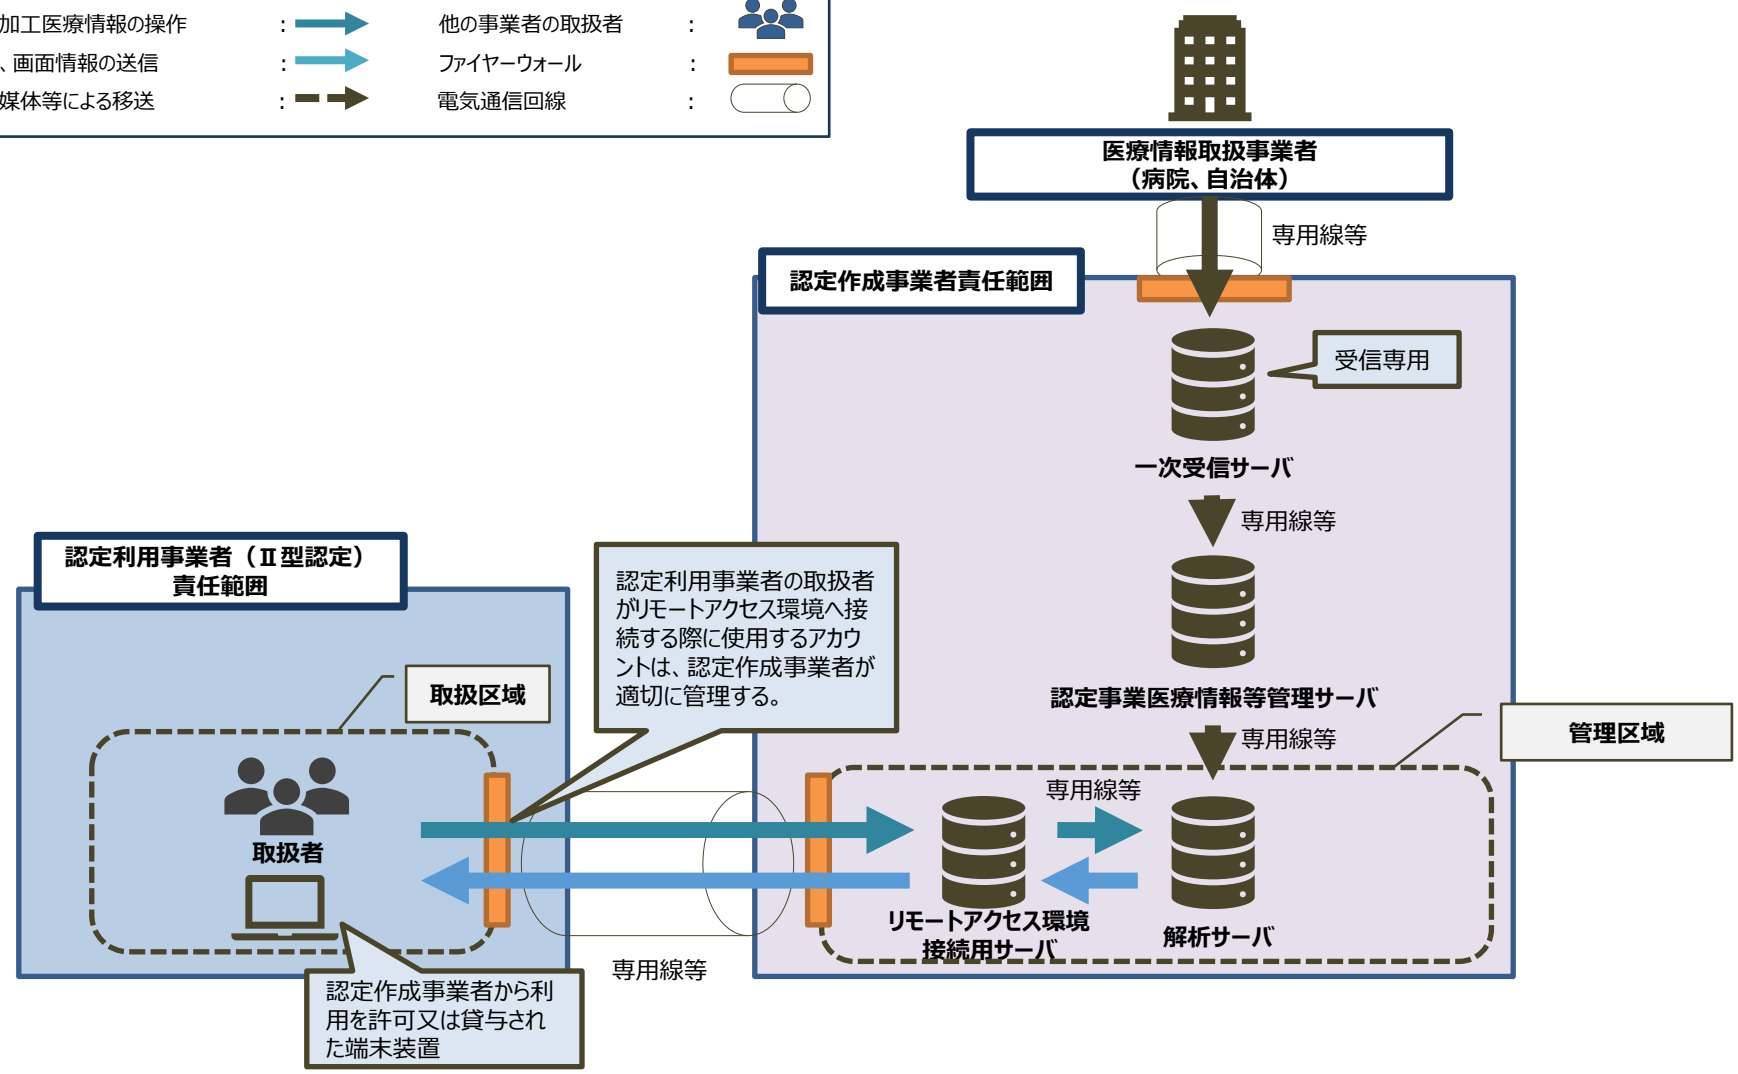 加工医療情報の操作 :
他の事業者の取扱者 :
、画面情報の送信 :
ファイヤーウォール :
媒体等による移送 :
電気通信回線 :
医療情報取扱事業者
（病院、自治体）
専用線等
認定作成事業者責任範囲
受信専用
一次受信サーバ
専用線等
認定利用事業者（Ⅱ型認定）
責任範囲
認定利用事業者の取扱者
がリモートアクセス環境へ接
続する際に使用するアカウ
ントは、認定作成事業者が
適切に管理する。
取扱区域
認定事業医療情報等管理サーバ
専用線等
管理区域
専用線等
取扱者
リモートアクセス環境
接続用サーバ
解析サーバ
専用線等
認定作成事業者から利
用を許可又は貸与され
た端末装置